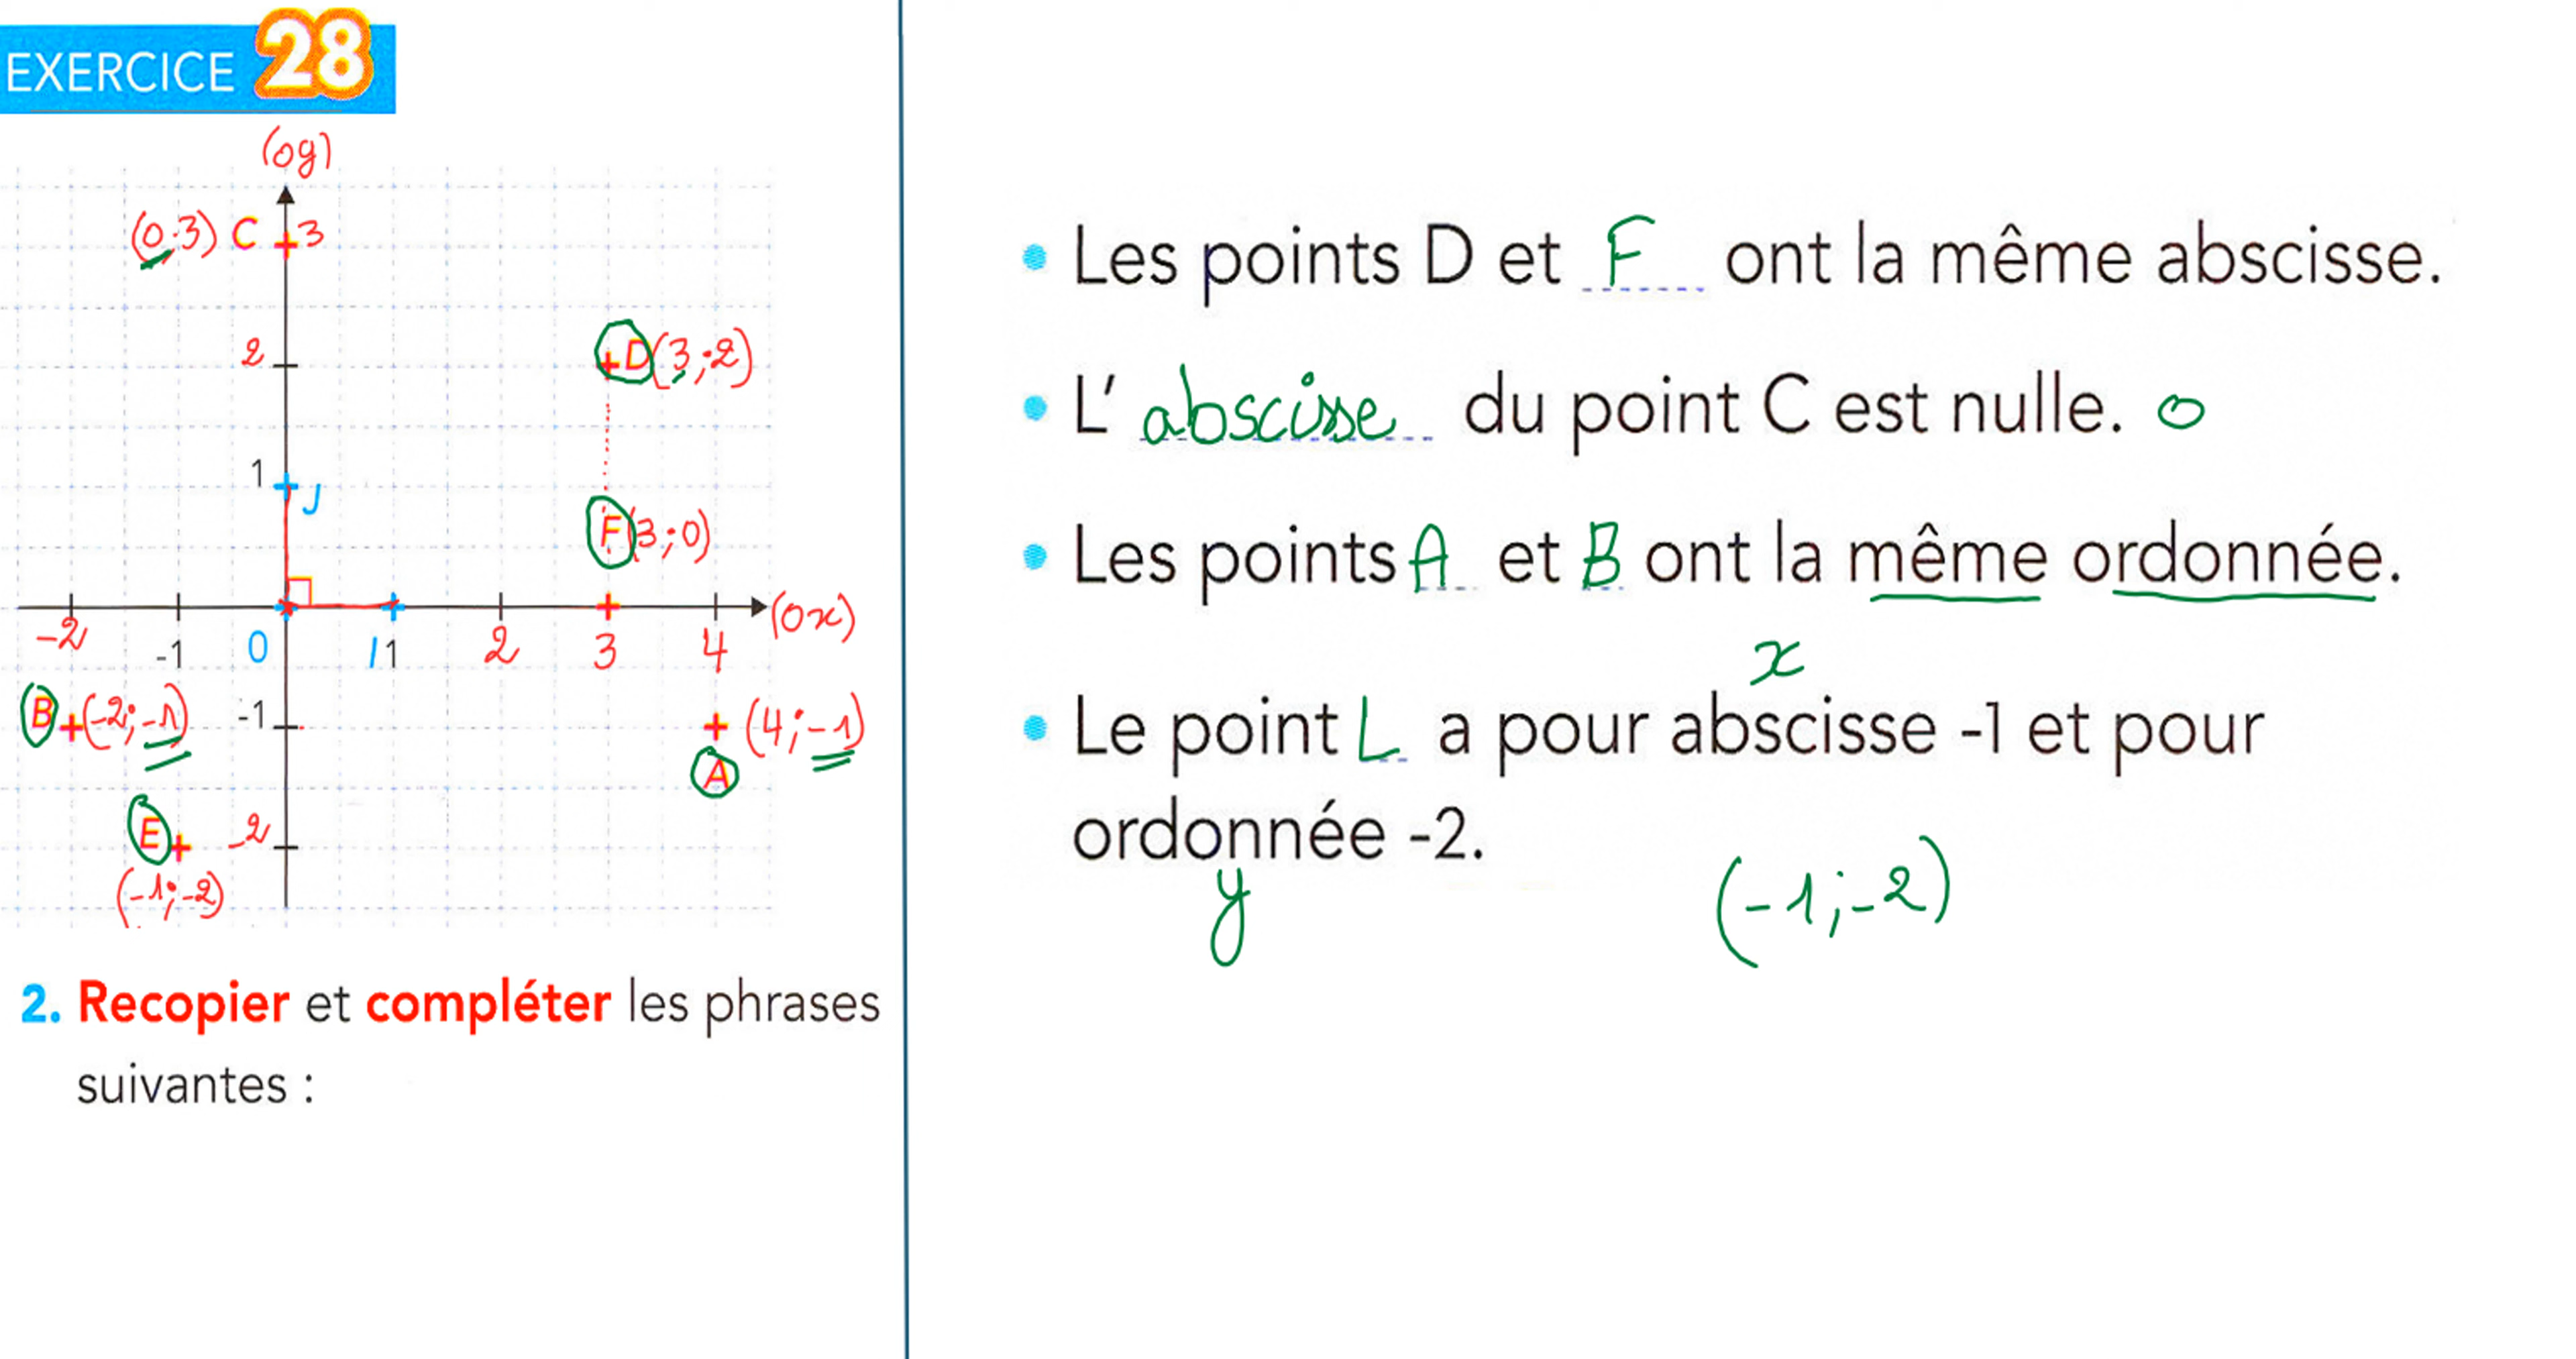 EXERCICE 28
(oy)
(0;3) C 3
2 D(3;2)
1 J
F(3;0)
(Ox)
-2 -1 0 I 1 2 3 4
B (-2;-1) -1 (4;-1)
A
E -2
(-1;-2)
2. Recopier et compléter les phrases
suivantes :
• Les points D et F ont la même abscisse.
• L' abscisse du point C est nulle. 0
• Les points A et B ont la même ordonnée.
x
• Le point L a pour abscisse -1 et pour
ordonnée -2.
y (-1;-2)